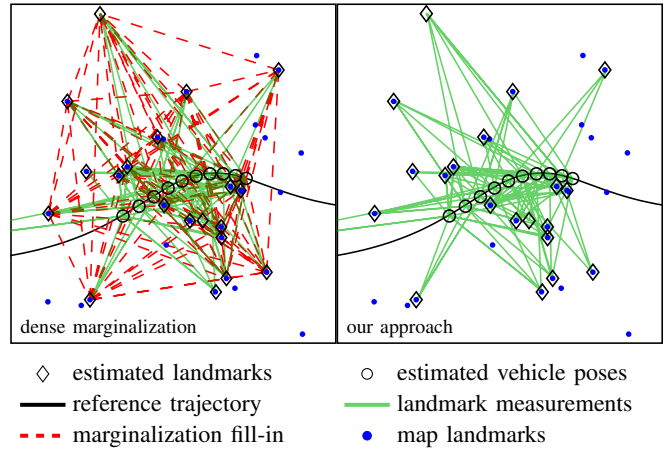 dense marginalization
our approach
estimated landmarks
estimated vehicle poses
reference trajectory
landmark measurements
marginalization fill-in
map landmarks